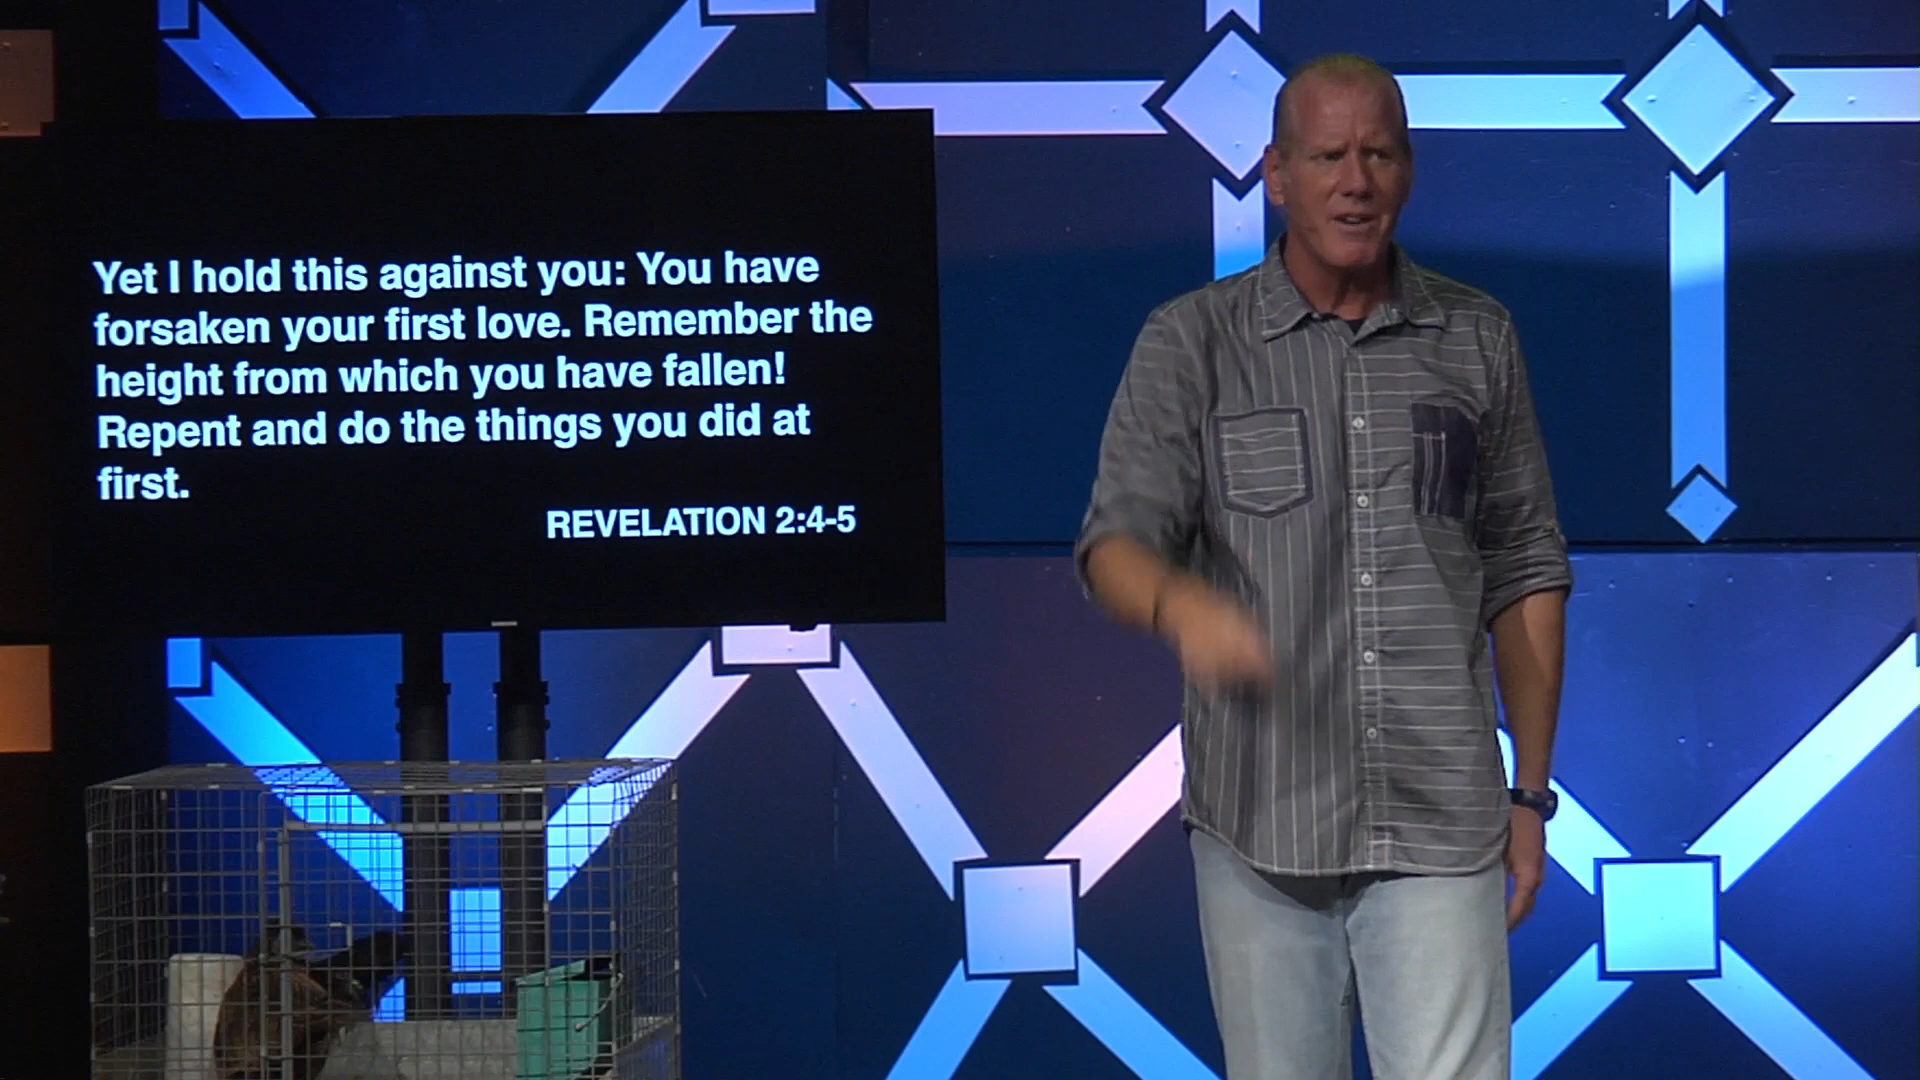 Yet I hold this against you: You have
forsaken your first love. Remember the
height from which you have fallen!
Repent and do the things you did at
first.
REVELATION 2:4-5